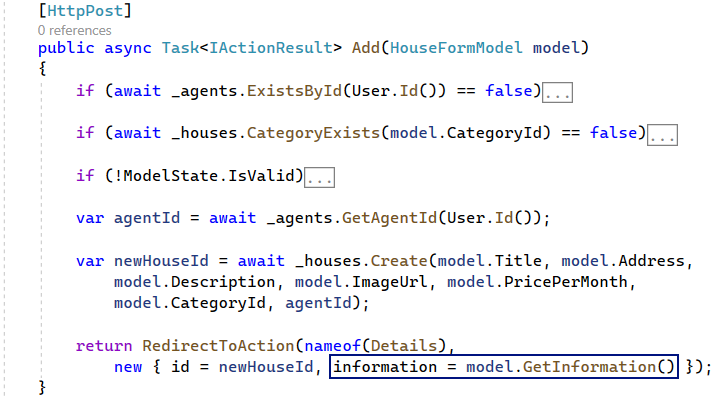 [HttpPost]
0 references
public async Task<IActionResult> Add(HouseFormModel model)
{
if (await _agents.ExistsById(User.Id()) == false)...
if (await _houses.CategoryExists(model.CategoryId) == false)...
if (!ModelState.IsValid)...
var agentId = await _agents.GetAgentId(User.Id());
var newHouseId = await _houses.Create(model.Title, model.Address,
model.Description, model.ImageUrl, model.PricePerMonth,
model.CategoryId, agentId);
return RedirectToAction(nameof(Details),
new { id = newHouseId, information = model.GetInformation() });
}